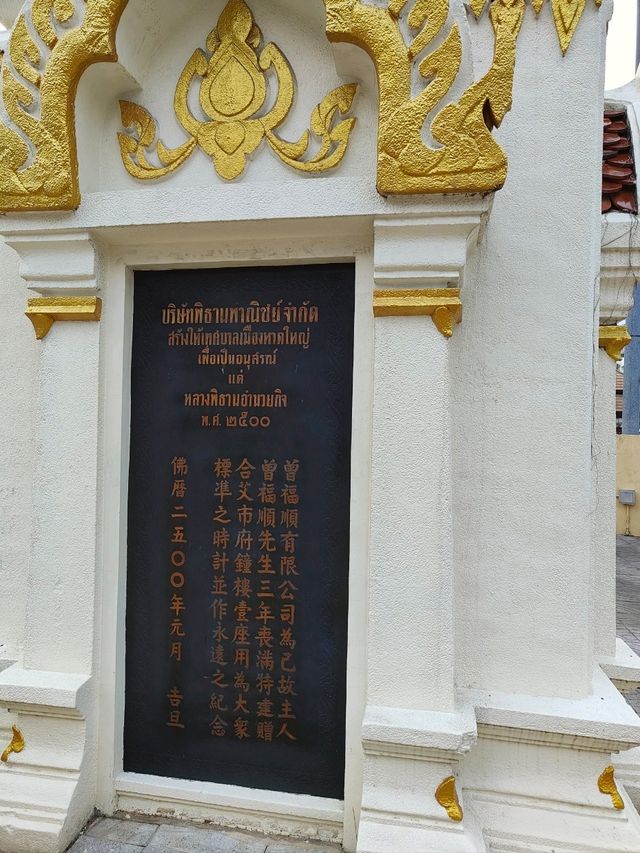 บริษัทพิธานพาณิชย์จำกัด
สร้างให้เทศบาลเมืองหาดใหญ่
เพื่อเป็นอนุสรณ์
แด่
หลวงพิธานอำนวยกิจ
พ.ศ. ๒๕๐๐
曾福順有限公司為己故主人
曾福順先生三年喪滿特建贈
合艾市府鐘樓壹座用為大眾
標準之時計並作永遠之紀念
佛曆二五〇〇年元月 吉旦